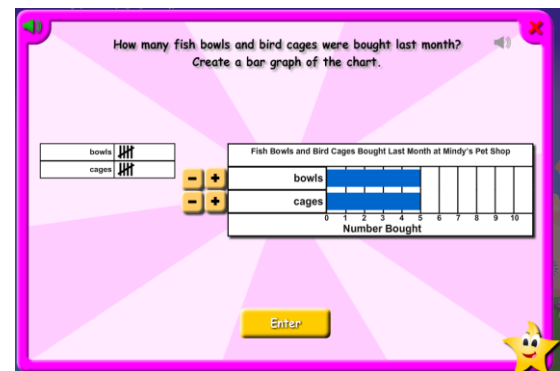 How many fish bowls and bird cages were bought last month?
Create a bar graph of the chart.
bowls
cages
Fish Bowls and Bird Cages Bought Last Month at Mindy's Pet Shop
- + bowls
- + cages
0 1 2 3 4 5 6 7 8 9 10
Number Bought
Enter